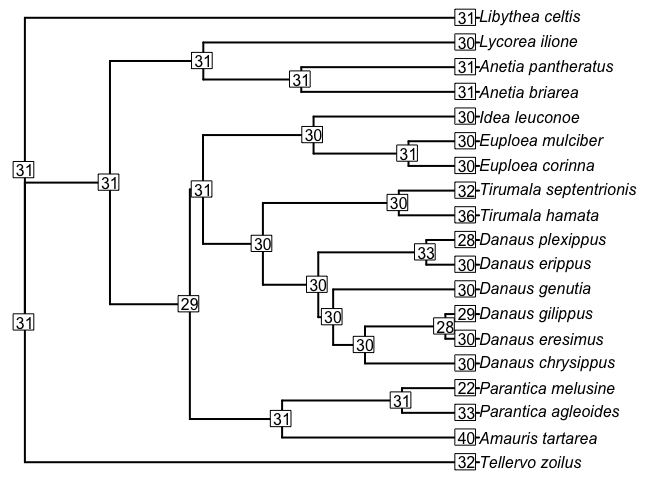 31 Libythea celtis
30 Lycorea ilione
31
31 Anetia pantheratus
31
31 Anetia briarea
30 Idea leuconoe
30
30 Euploea mulciber
31
30 Euploea corinna
31
31
31
32 Tirumala septentrionis
30
36 Tirumala hamata
28 Danaus plexippus
30
33
30 Danaus erippus
30
30 Danaus genutia
29
29 Danaus gilippus
30
31
28
30 Danaus eresimus
30
30 Danaus chrysippus
22 Parantica melusine
31
33 Parantica agleoides
31
40 Amauris tartarea
32 Tellervo zoilus